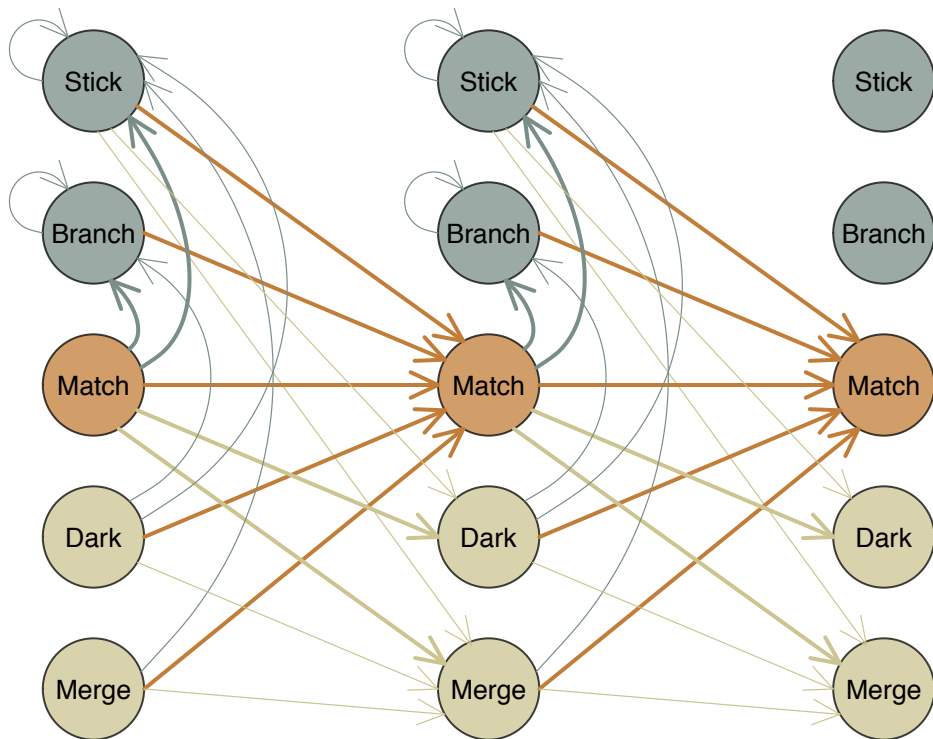 Stick Stick Stick
Branch Branch Branch
Match Match Match
Dark Dark Dark
Merge Merge Merge